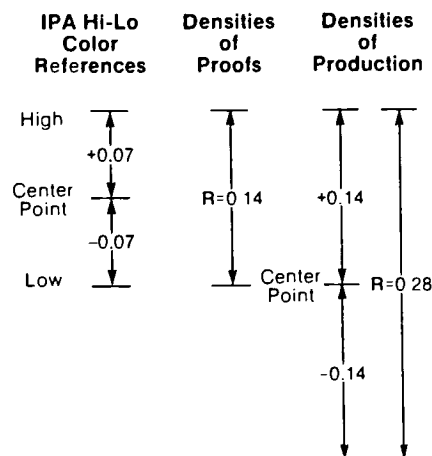 IPA Hi-Lo
Color
References
Densities
of
Proofs
Densities
of
Production
High
+0.07
Center
Point
−0.07
Low
R=0.14
+0.14
Center
Point
R=0.28
−0.14